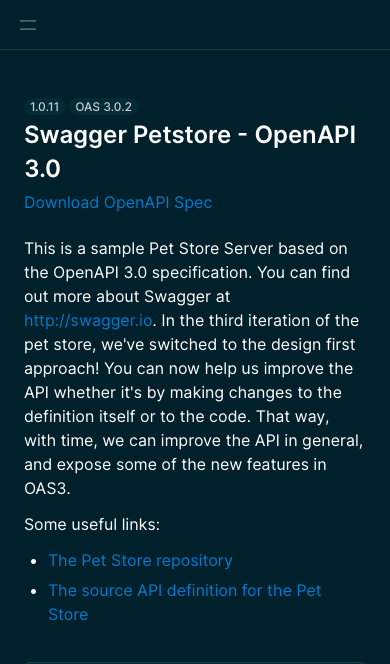 1.0.11 OAS 3.0.2
Swagger Petstore - OpenAPI
3.0
Download OpenAPI Spec
This is a sample Pet Store Server based on
the OpenAPI 3.0 specification. You can find
out more about Swagger at
http://swagger.io. In the third iteration of the
pet store, we've switched to the design first
approach! You can now help us improve the
API whether it's by making changes to the
definition itself or to the code. That way,
with time, we can improve the API in general,
and expose some of the new features in
OAS3.
Some useful links:
• The Pet Store repository
• The source API definition for the Pet
Store